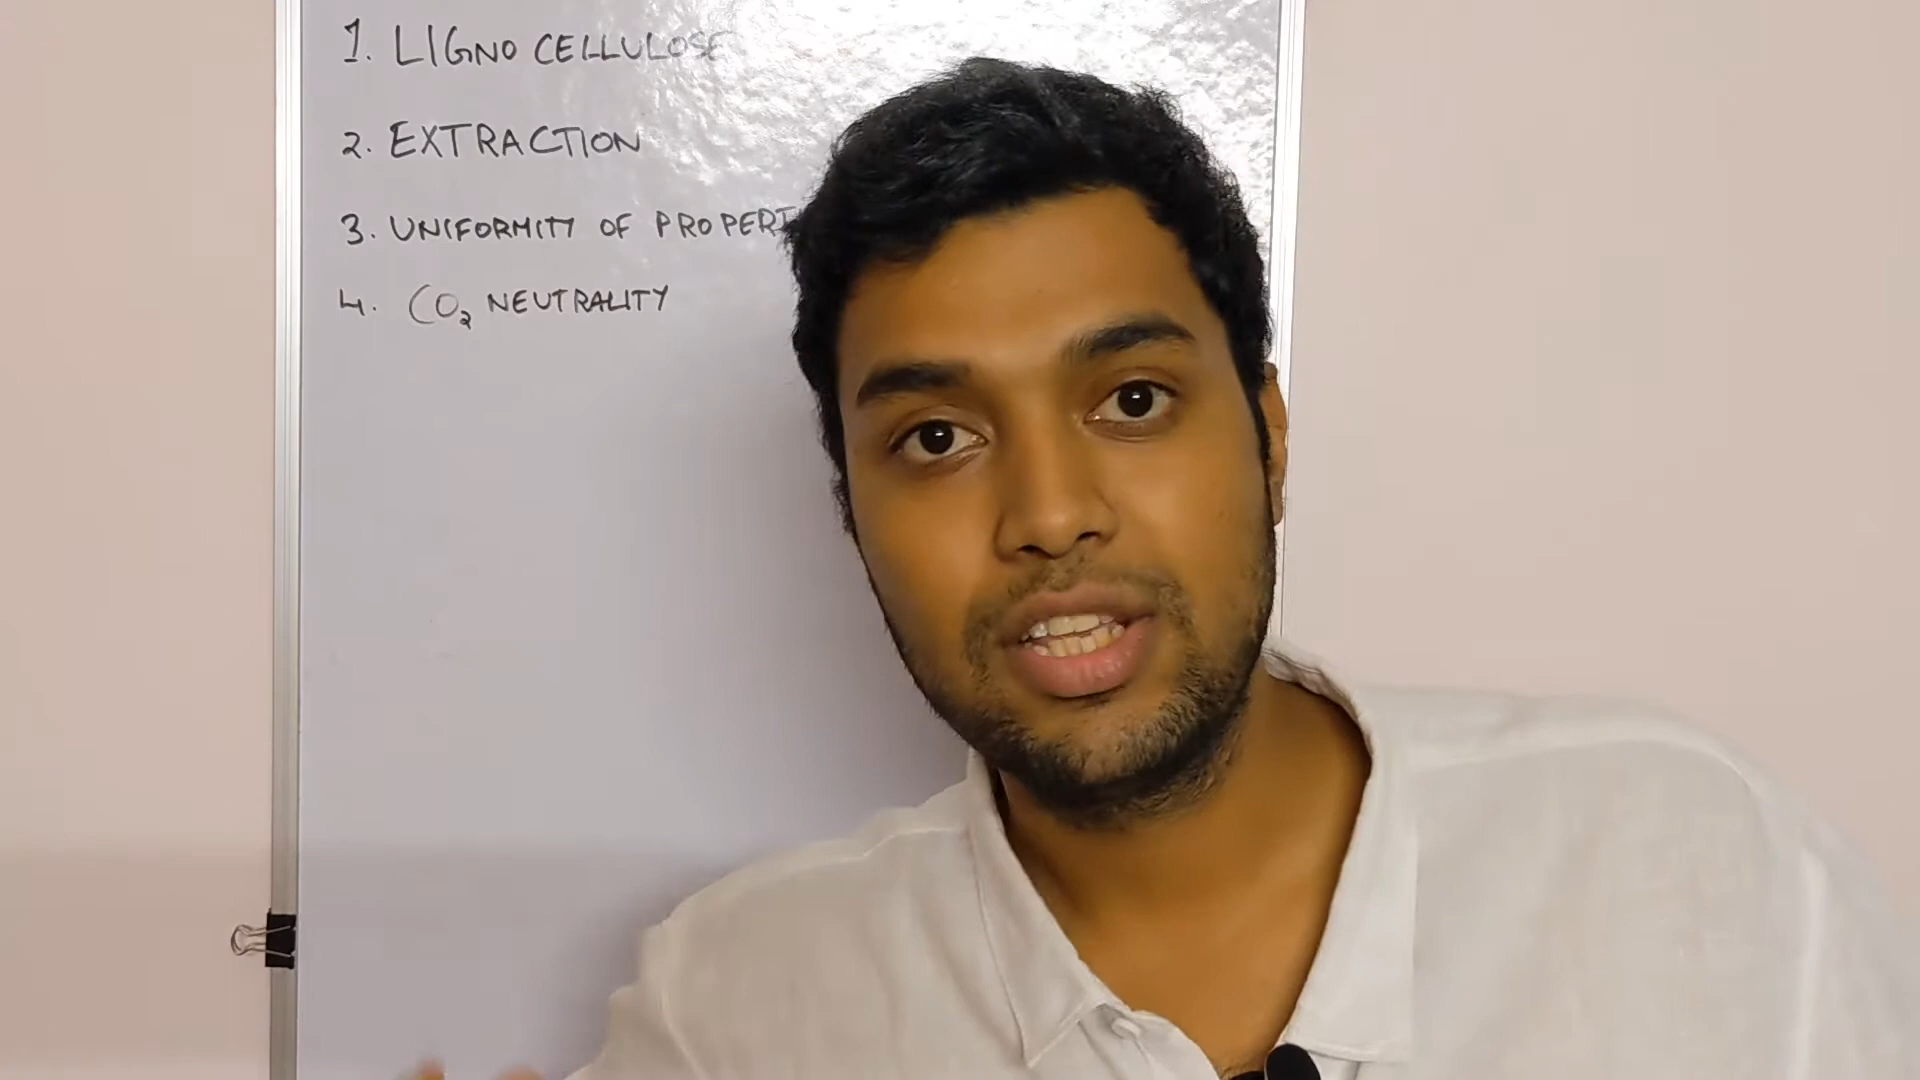 1. LIGNO CELLULOSE
2. EXTRACTION
3. UNIFORMITY OF PROPERT
4. CO₂ NEUTRALITY